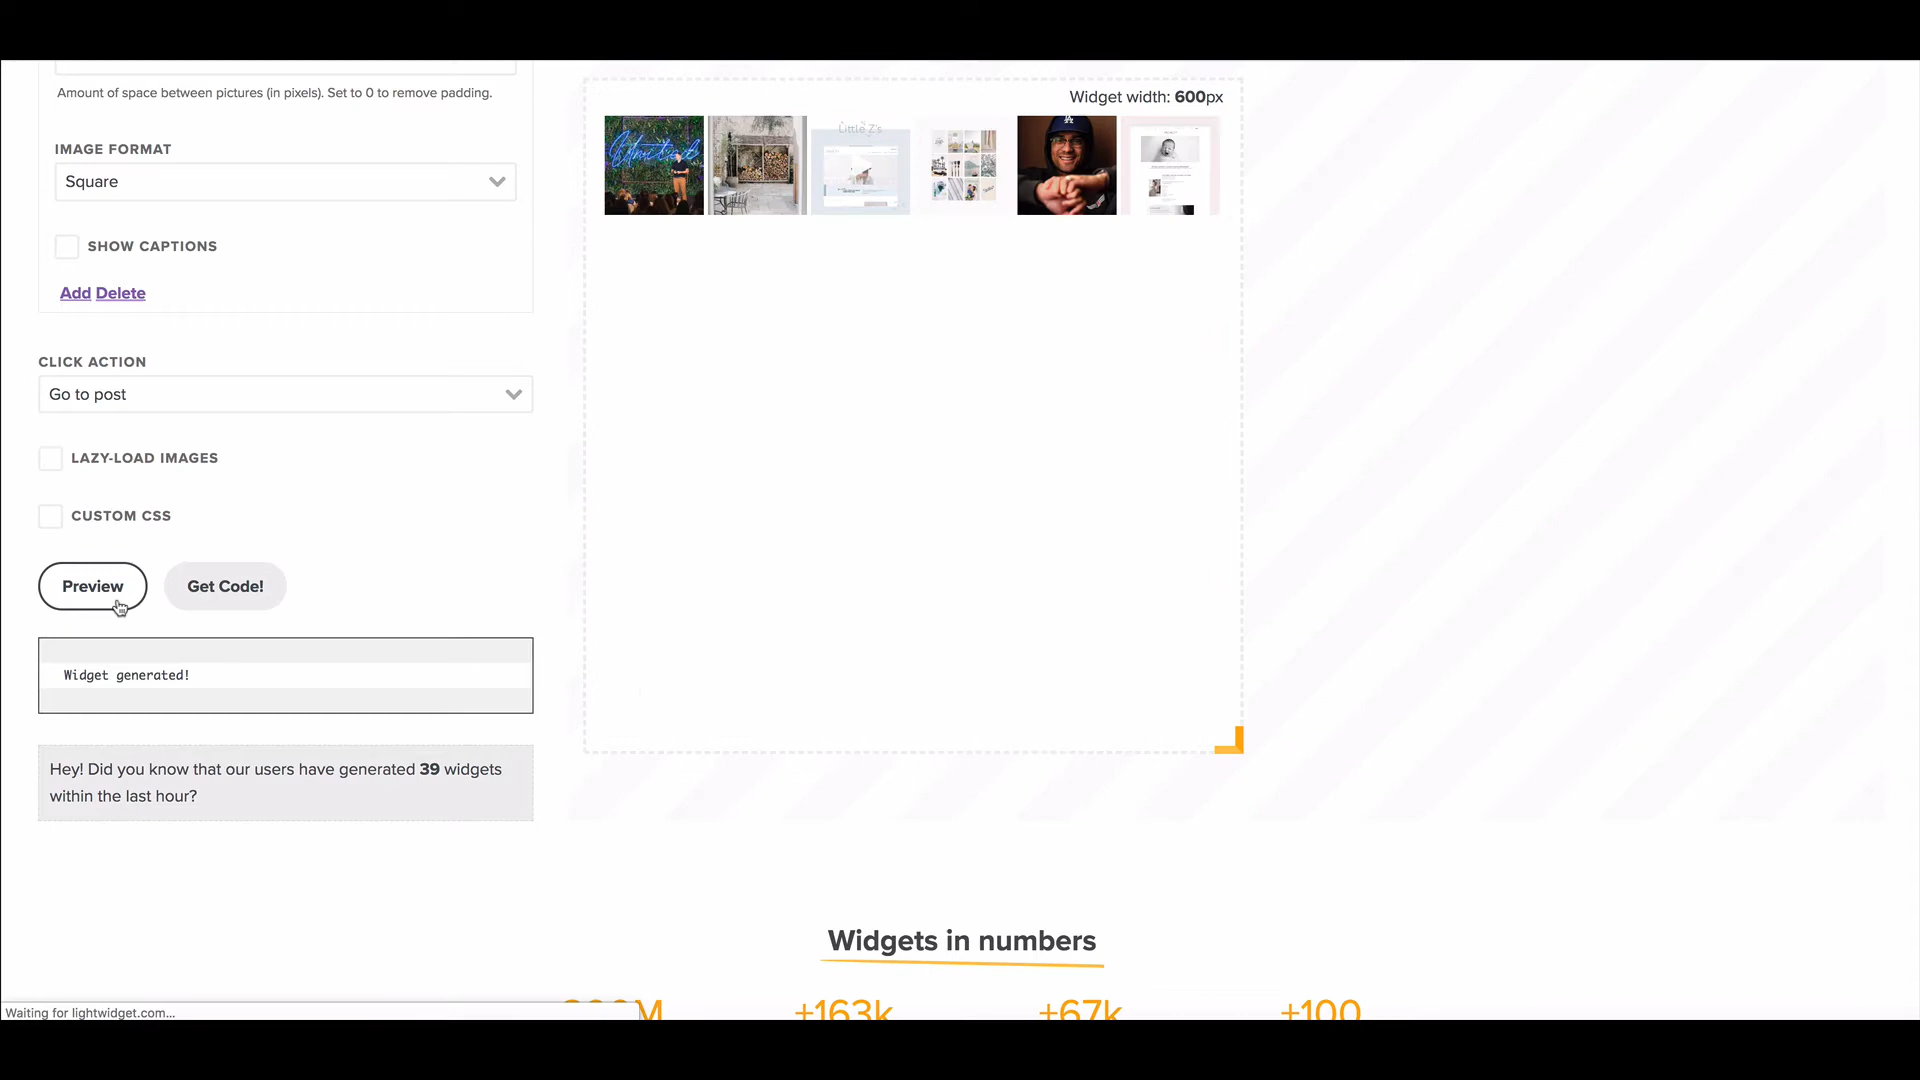 Amount of space between pictures (in pixels). Set to 0 to remove padding.
IMAGE FORMAT
Square
SHOW CAPTIONS
Add Delete
CLICK ACTION
Go to post
LAZY-LOAD IMAGES
CUSTOM CSS
Preview Get Code!
Widget generated!
Hey! Did you know that our users have generated 39 widgets
within the last hour?
Widget width: 600px
Little Z's
Widgets in numbers
+163k +67k +100
Waiting for lightwidget.com...